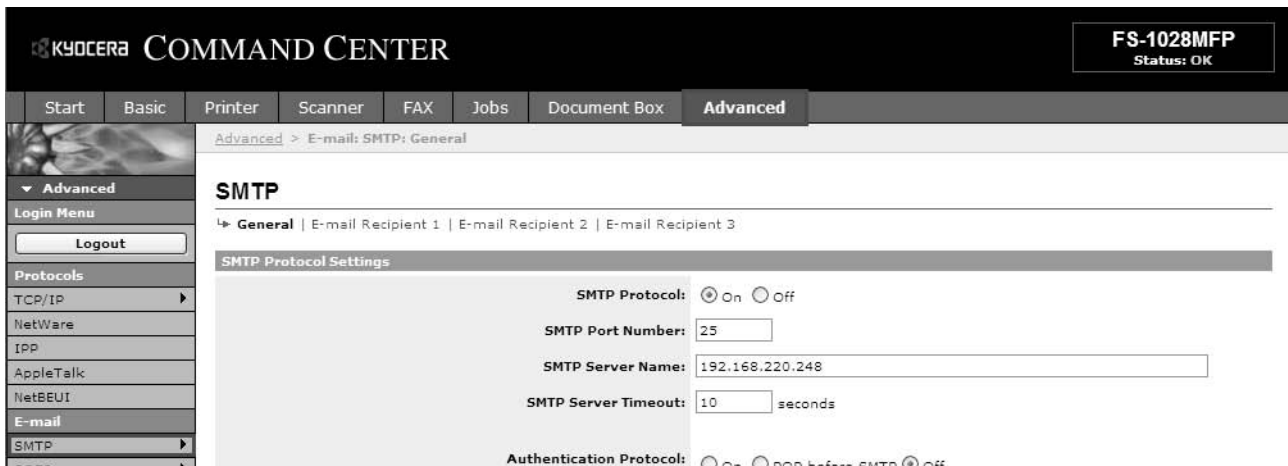 KYOCERA COMMAND CENTER
FS-1028MFP
Status: OK
Start Basic Printer Scanner FAX Jobs Document Box Advanced
Advanced > E-mail: SMTP: General
Advanced
Login Menu
Logout
Protocols
TCP/IP
NetWare
IPP
AppleTalk
NetBEUI
E-mail
SMTP
SMTP
General | E-mail Recipient 1 | E-mail Recipient 2 | E-mail Recipient 3
SMTP Protocol Settings
SMTP Protocol: On Off
SMTP Port Number: 25
SMTP Server Name: 192.168.220.248
SMTP Server Timeout: 10 seconds
Authentication Protocol: On POP before SMTP Off